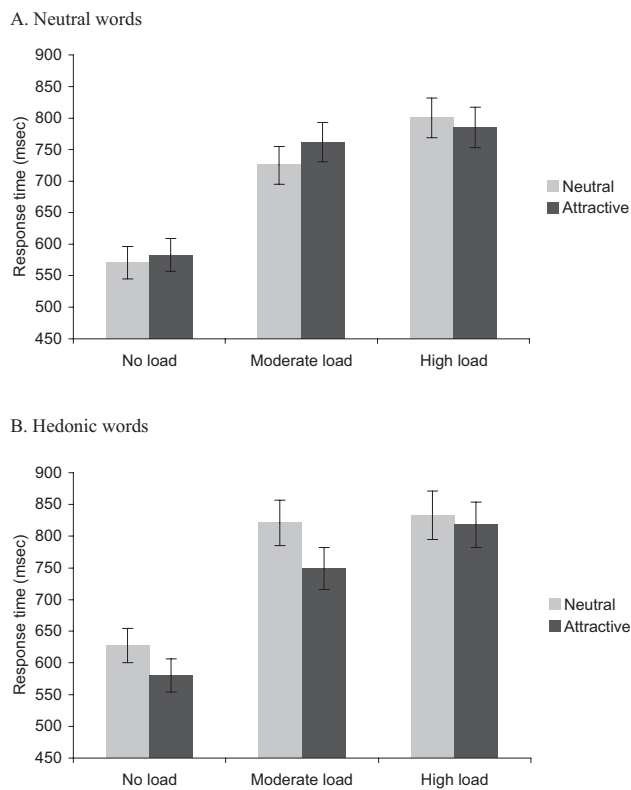 A. Neutral words
900
850
800
750
700
650
600
550
500
450
Response time (msec)
No load Moderate load High load
Neutral
Attractive
B. Hedonic words
900
850
800
750
700
650
600
550
500
450
Response time (msec)
No load Moderate load High load
Neutral
Attractive